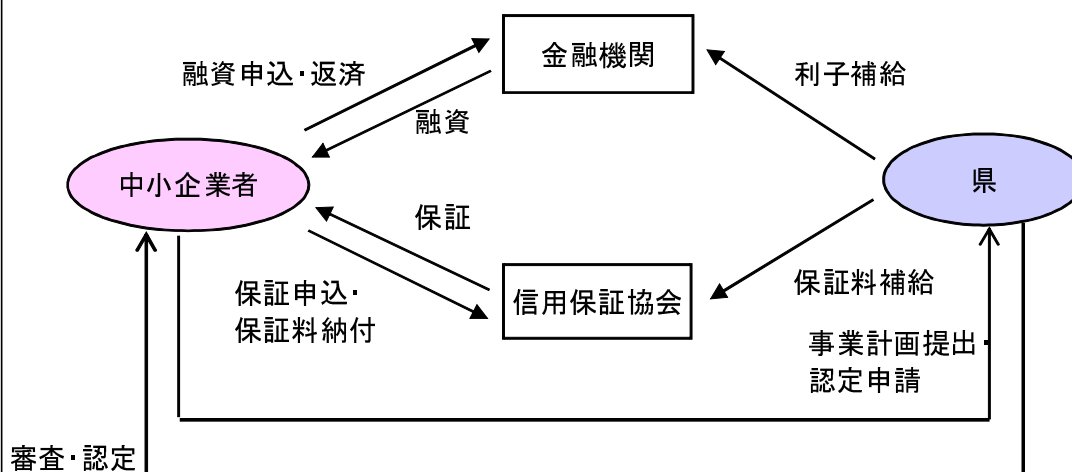 金融機関
融資申込・返済
利子補給
融資
中小企業者
県
保証
保証申込・
保証料納付
信用保証協会
保証料補給
事業計画提出・
認定申請
審査・認定